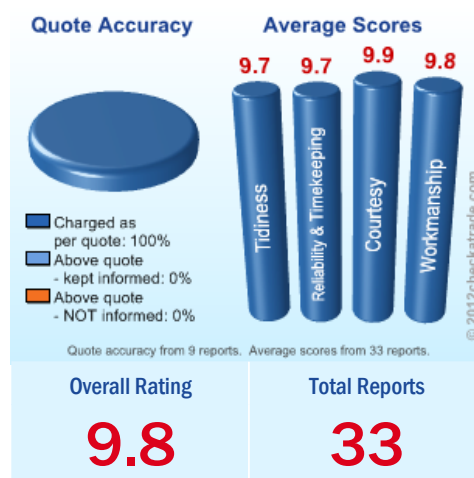 Quote Accuracy
Average Scores
9.7
9.7
9.9
9.8
Tidiness
Reliability & Timekeeping
Courtesy
Workmanship
Charged as
per quote: 100%
Above quote
- kept informed: 0%
Above quote
- NOT informed: 0%
© 2012checkatrade.com
Quote accuracy from 9 reports. Average scores from 33 reports.
Overall Rating
Total Reports
9.8
33